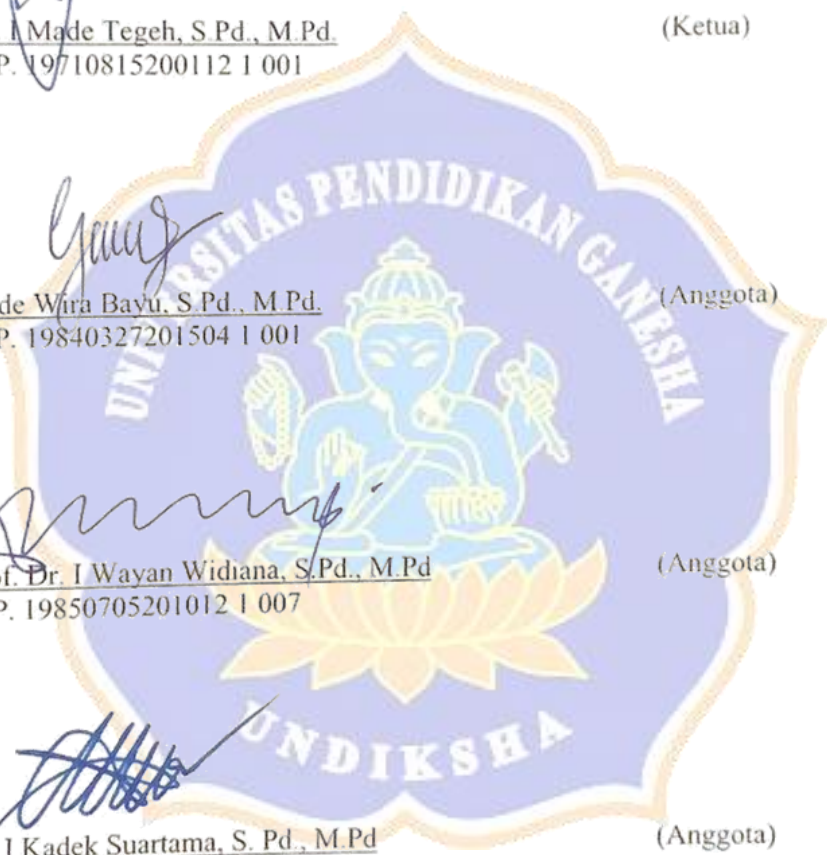 I Made Tegeh, S.Pd., M.Pd. (Ketua)
P. 19710815200112 1 001
de Wira Bayu, S.Pd., M.Pd. (Anggota)
P. 19840327201504 1 001
of. Dr. I Wayan Widiana, S.Pd., M.Pd (Anggota)
P. 19850705201012 1 007
I Kadek Suartama, S. Pd., M.Pd (Anggota)
UNIVERSITAS PENDIDIKAN GANESHA
UNDIKSHA